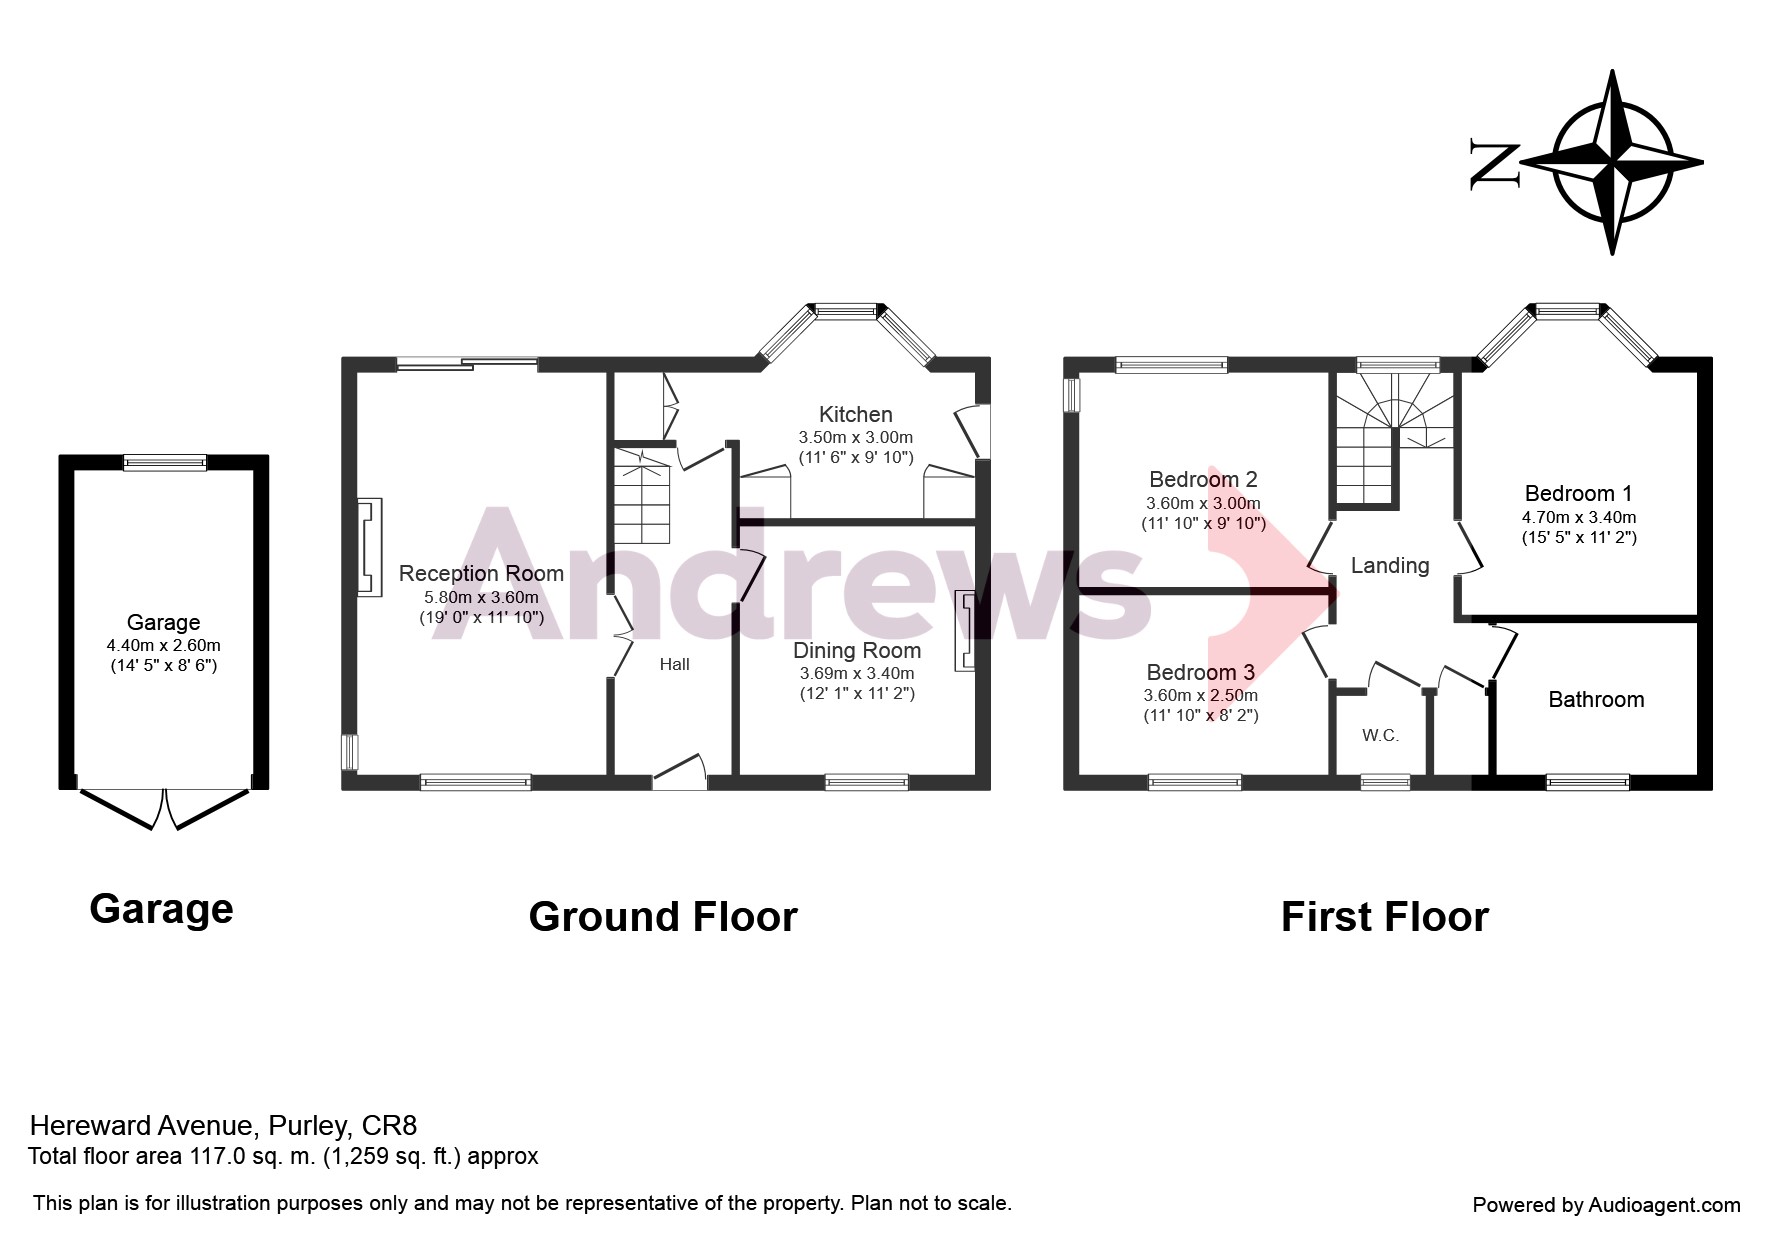 N
Kitchen
3.50m x 3.00m
(11' 6" x 9' 10")
Bedroom 2
3.60m x 3.00m
(11' 10" x 9' 10")
Bedroom 1
4.70m x 3.40m
(15' 5" x 11' 2")
Andrews
Reception Room
5.80m x 3.60m
(19' 0" x 11' 10")
Landing
Garage
4.40m x 2.60m
(14' 5" x 8' 6")
Hall
Dining Room
3.69m x 3.40m
(12' 1" x 11' 2")
Bedroom 3
3.60m x 2.50m
(11' 10" x 8' 2")
Bathroom
W.C.
Garage
Ground Floor
First Floor
Hereward Avenue, Purley, CR8
Total floor area 117.0 sq. m. (1,259 sq. ft.) approx
This plan is for illustration purposes only and may not be representative of the property. Plan not to scale.
Powered by Audioagent.com